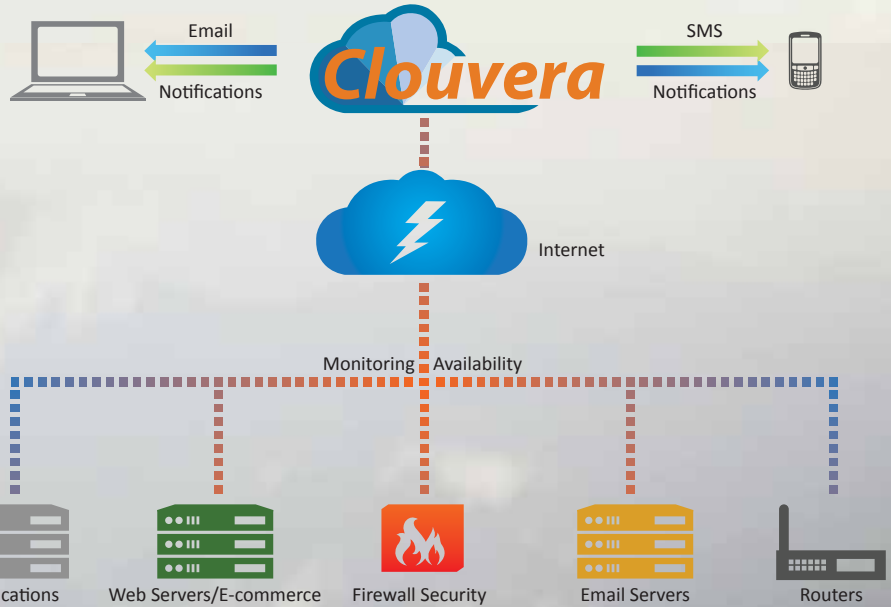 Email
SMS
Clouvera
Notifications
Notifications
Internet
Monitoring Availability
cations
Web Servers/E-commerce
Firewall Security
Email Servers
Routers